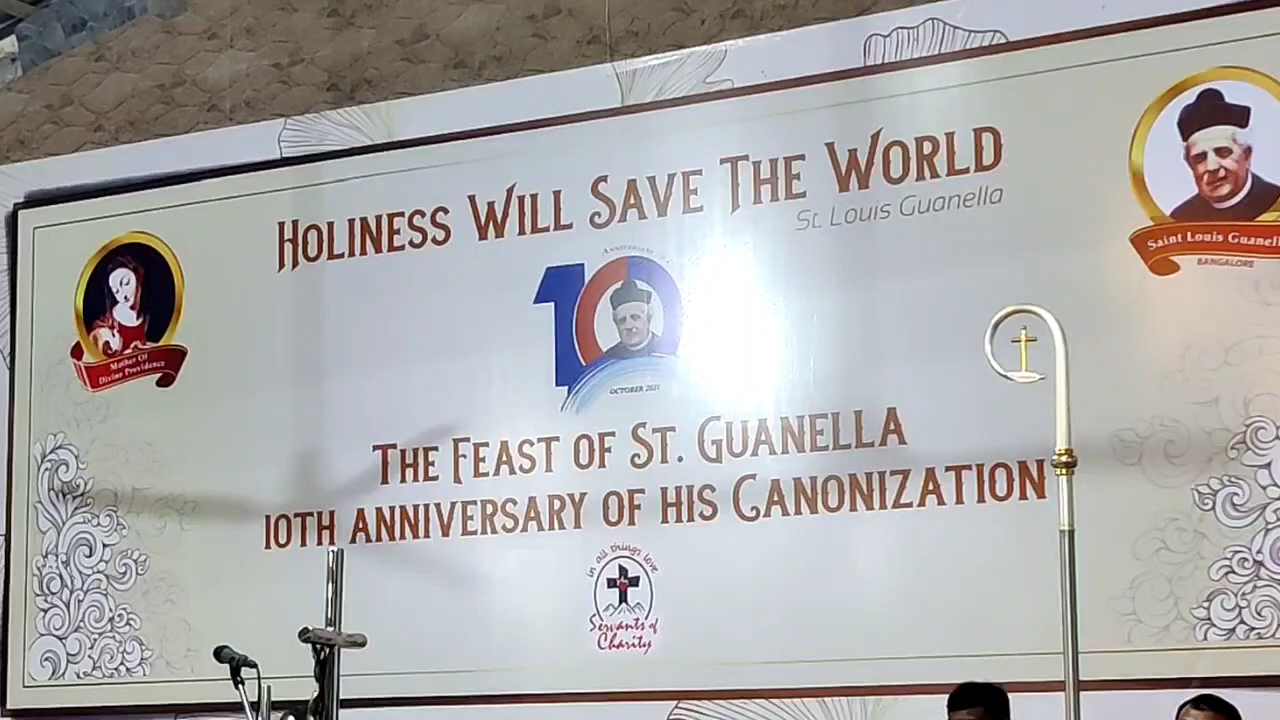 HOLINESS WILL SAVE THE WORLD
St. Louis Guanella
Saint Louis Guanell
BANGALORE
Mother Of
Divine Providence
10
OCTOBER 2021
THE FEAST OF ST. GUANELLA
10TH ANNIVERSARY OF HIS CANONIZATION
in all things love
Servants of
Charity